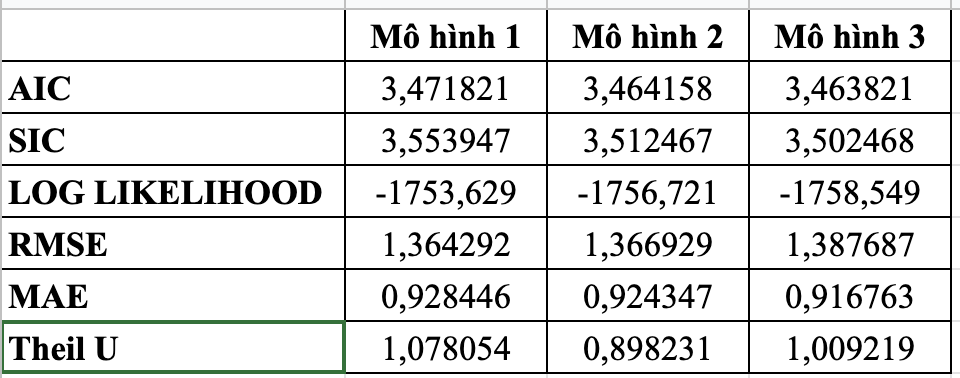 Mô hình 1 Mô hình 2 Mô hình 3
AIC 3,471821 3,464158 3,463821
SIC 3,553947 3,512467 3,502468
LOG LIKELIHOOD -1753,629 -1756,721 -1758,549
RMSE 1,364292 1,366929 1,387687
MAE 0,928446 0,924347 0,916763
Theil U 1,078054 0,898231 1,009219